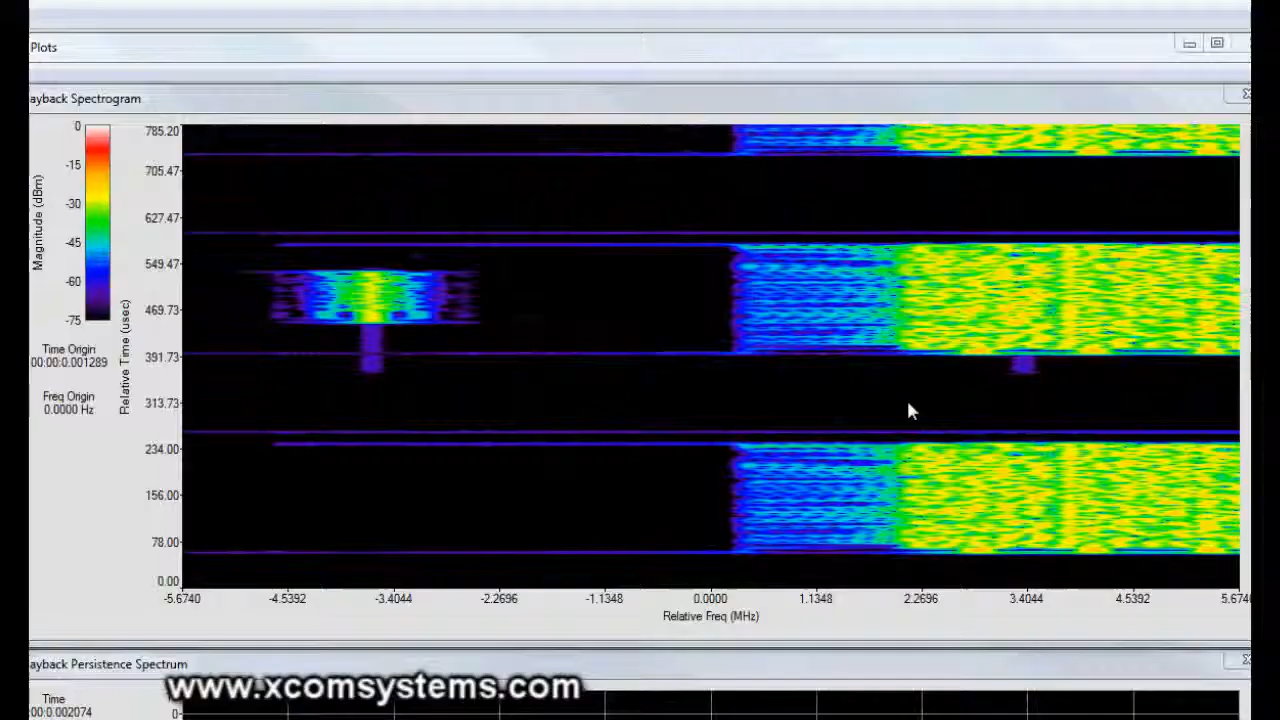 Plots
ayback Spectrogram
Magnitude (dBm)
0
-15
-30
-45
-60
-75
Time Origin
00:00:0.001289
Freq Origin
0.0000 Hz
Relative Time (usec)
785.20
705.47
627.47
549.47
469.73
391.73
313.73
234.00
156.00
78.00
0.00
-5.6740 -4.5392 -3.4044 -2.2696 -1.1348 0.0000 1.1348 2.2696 3.4044 4.5392 5.6740
Relative Freq (MHz)
ayback Persistence Spectrum
Time
00:00:0.002074
0
www.xcomsystems.com